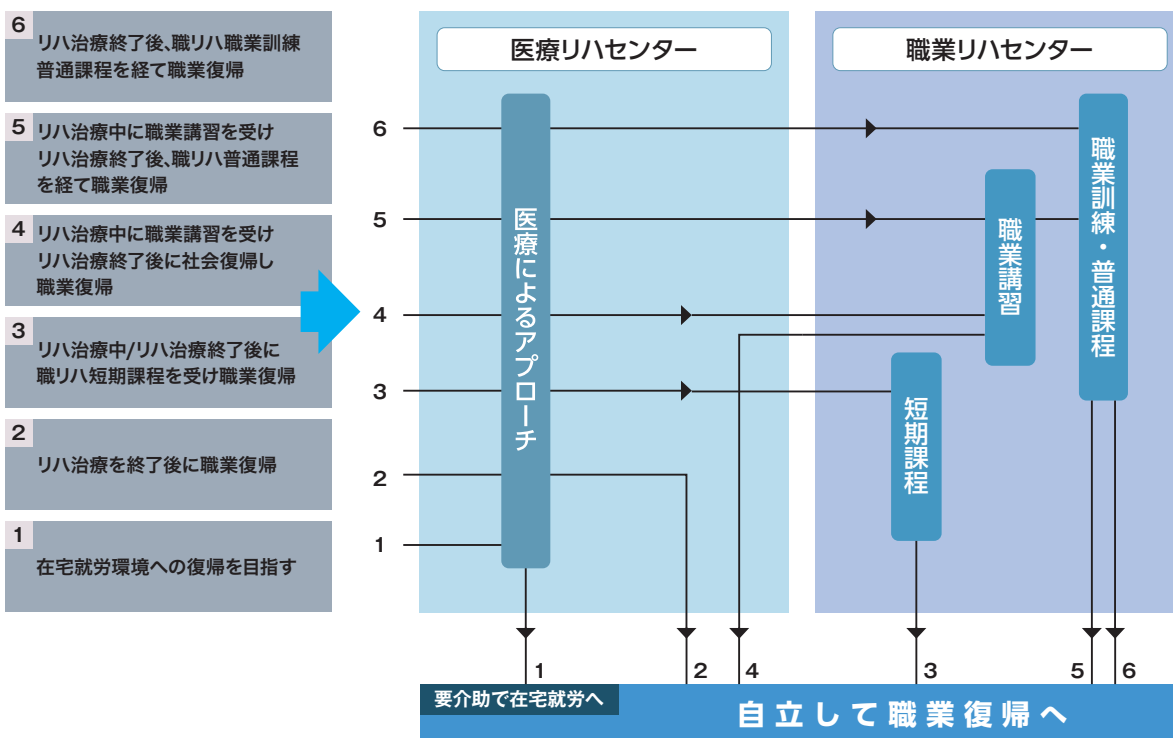 6
リハ治療終了後、職リハ職業訓練
普通課程を経て職業復帰
5
リハ治療中に職業講習を受け
リハ治療終了後、職リハ普通課程
を経て職業復帰
4
リハ治療中に職業講習を受け
リハ治療終了後に社会復帰し
職業復帰
3
リハ治療中/リハ治療終了後に
職リハ短期課程を受け職業復帰
2
リハ治療を終了後に職業復帰
1
在宅就労環境への復帰を目指す
医療リハセンター
職業リハセンター
6
5
4
3
2
1
医療によるアプローチ
短期課程
職業講習
職業訓練・普通課程
1
2
4
3
5
6
要介助で在宅就労へ
自立して職業復帰へ